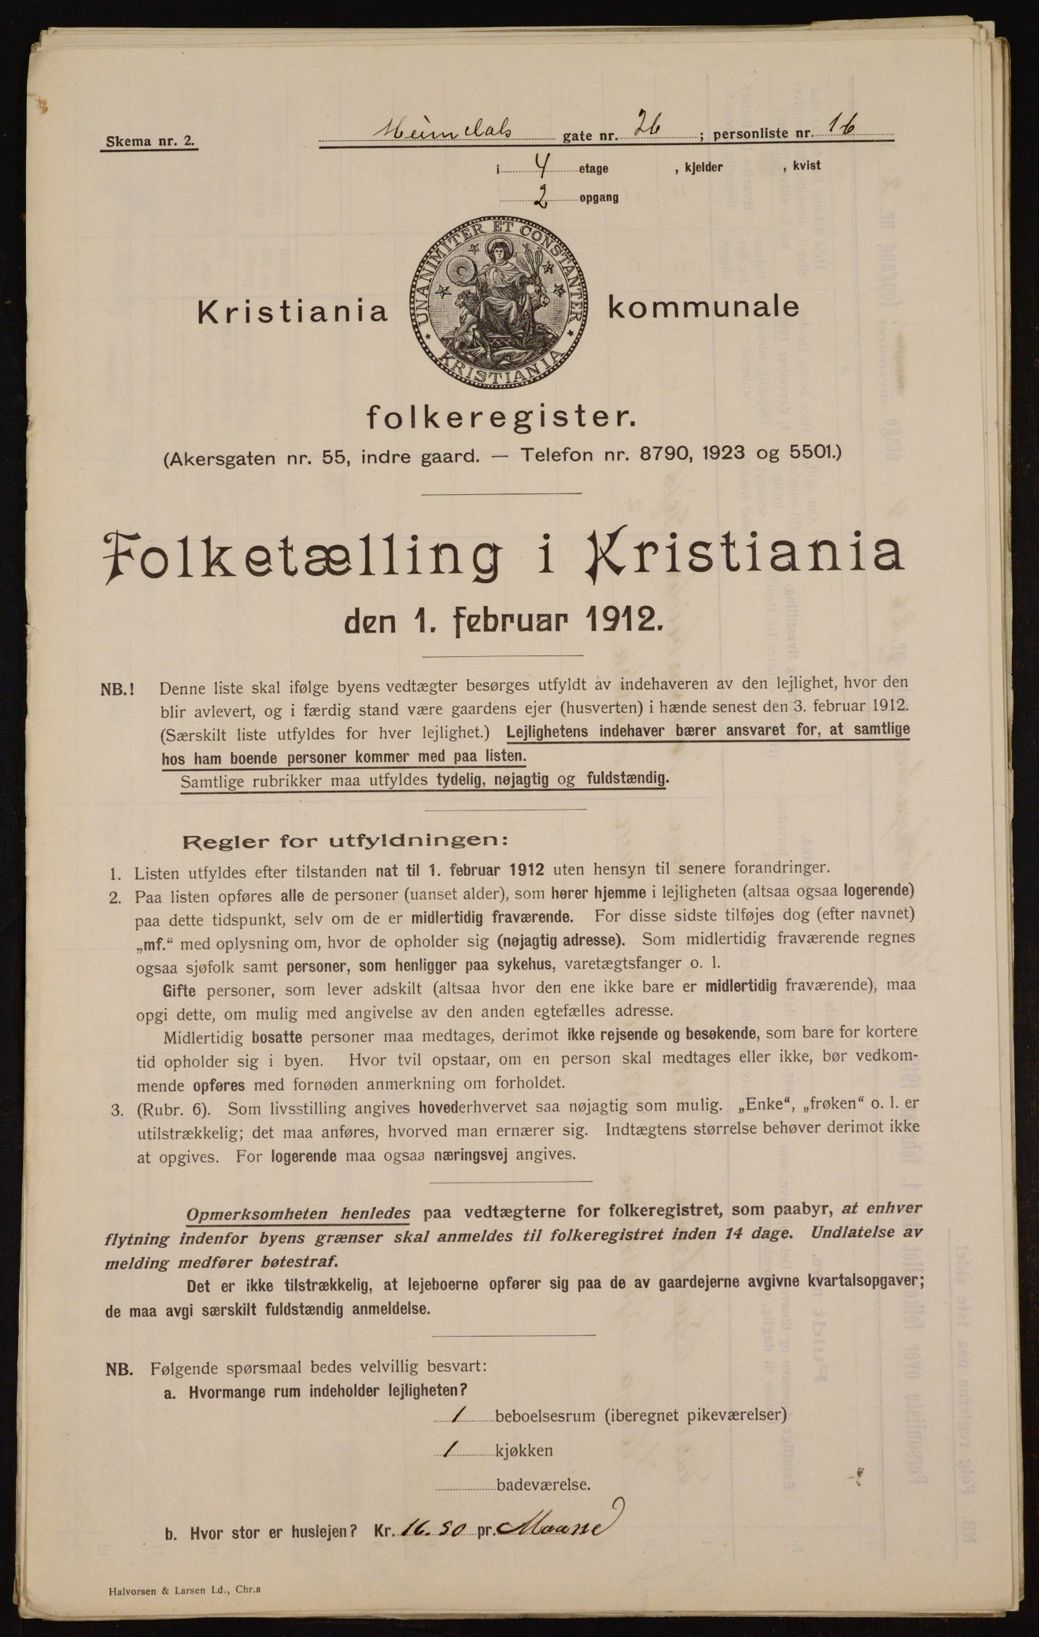 Skema nr. 2.
Heimdals gate nr. 26 ; personliste nr. 16
i 4 etage , kjelder , kvist
2 opgang
UNANIMITER ET CONSTANTER
KRISTIANIA
Kristiania kommunale
folkeregister.
(Akersgaten nr. 55, indre gaard. — Telefon nr. 8790, 1923 og 5501.)
Folketælling i Kristiania
den 1. februar 1912.
NB.! Denne liste skal ifølge byens vedtægter besørges utfyldt av indehaveren av den lejlighet, hvor den
blir avlevert, og i færdig stand være gaardens ejer (husverten) i hænde senest den 3. februar 1912.
(Særskilt liste utfyldes for hver lejlighet.) Lejlighetens indehaver bærer ansvaret for, at samtlige
hos ham boende personer kommer med paa listen.
Samtlige rubrikker maa utfyldes tydelig, nøjagtig og fuldstændig.
Regler for utfyldningen:
1. Listen utfyldes efter tilstanden nat til 1. februar 1912 uten hensyn til senere forandringer.
2. Paa listen opføres alle de personer (uanset alder), som hører hjemme i lejligheten (altsaa ogsaa logerende)
paa dette tidspunkt, selv om de er midlertidig fraværende. For disse sidste tilføjes dog (efter navnet)
„mf.“ med oplysning om, hvor de opholder sig (nøjagtig adresse). Som midlertidig fraværende regnes
ogsaa sjøfolk samt personer, som henligger paa sykehus, varetægtsfanger o. l.
Gifte personer, som lever adskilt (altsaa hvor den ene ikke bare er midlertidig fraværende), maa
opgi dette, om mulig med angivelse av den anden egtefælles adresse.
Midlertidig bosatte personer maa medtages, derimot ikke rejsende og besøkende, som bare for kortere
tid opholder sig i byen. Hvor tvil opstaar, om en person skal medtages eller ikke, bør vedkom-
mende opføres med fornøden anmerkning om forholdet.
3. (Rubr. 6). Som livsstilling angives hovederhvervet saa nøjagtig som mulig. „Enke“, „frøken“ o. l. er
utilstrækkelig; det maa anføres, hvorved man ernærer sig. Indtægtens størrelse behøver derimot ikke
at opgives. For logerende maa ogsaa næringsvej angives.
Opmerksomheten henledes paa vedtægterne for folkeregistret, som paabyr, at enhver
flytning indenfor byens grænser skal anmeldes til folkeregistret inden 14 dage. Undlatelse av
melding medfører bøtestraf.
Det er ikke tilstrækkelig, at lejeboerne opfører sig paa de av gaardejerne avgivne kvartalsopgaver;
de maa avgi særskilt fuldstændig anmeldelse.
NB. Følgende spørsmaal bedes velvillig besvart:
a. Hvormange rum indeholder lejligheten?
1 beboelsesrum (iberegnet pikeværelser)
1 kjøkken
badeværelse.
b. Hvor stor er huslejen? Kr. 16.50 pr. Maane
Halvorsen & Larsen Ld., Chr.a